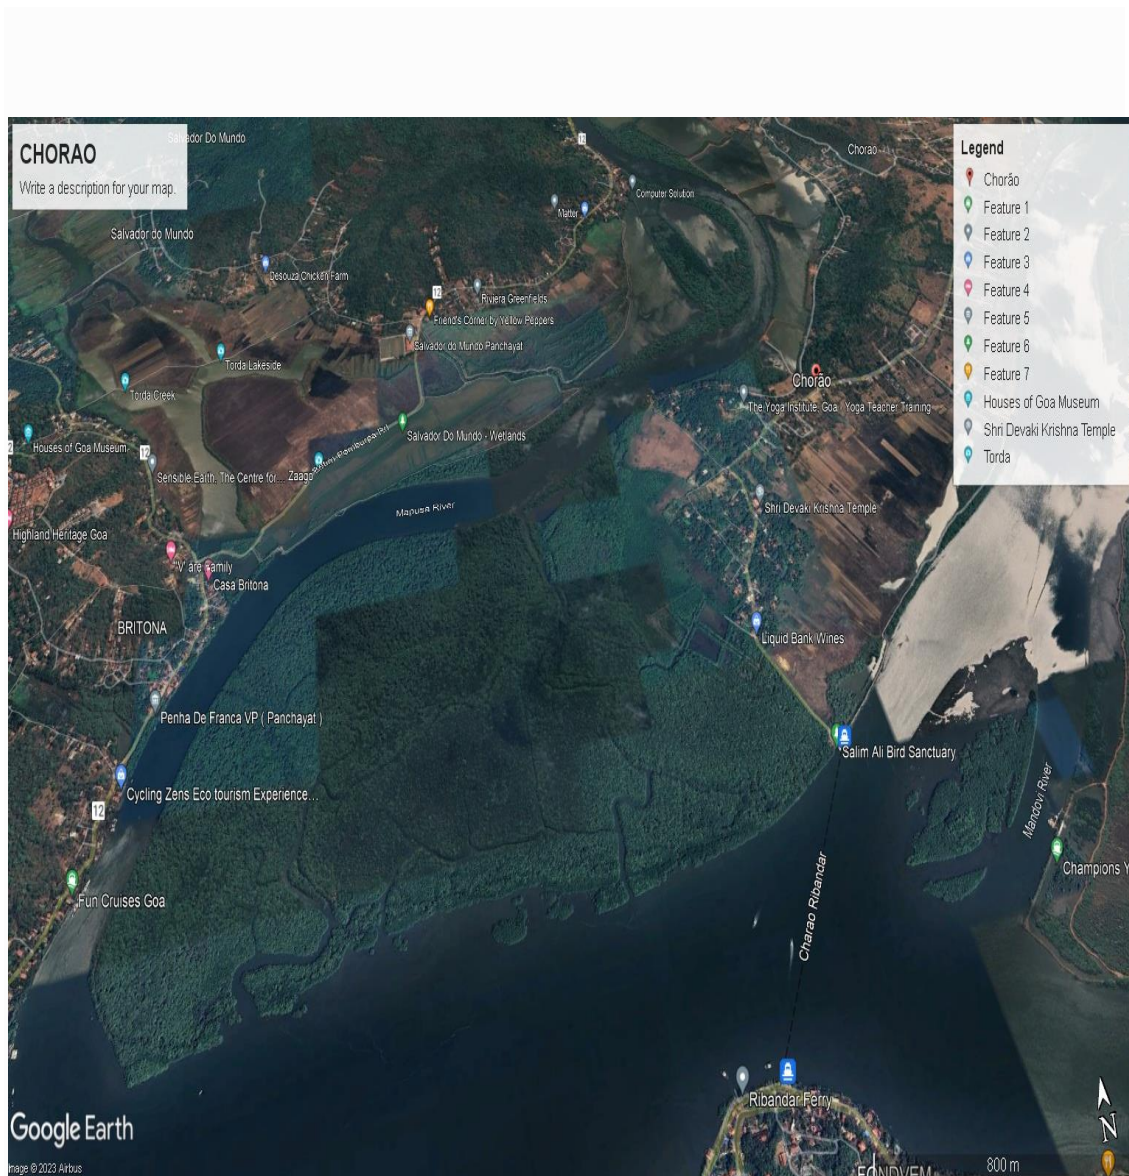 CHORAO
Write a description for your map.
Salvador Do Mundo
12
Chorao
Legend
Chorão
Feature 1
Feature 2
Feature 3
Feature 4
Feature 5
Feature 6
Feature 7
Houses of Goa Museum
Shri Devaki Krishna Temple
Torda
Computer Solution
Matter
Salvador do Mundo
Desouza Chicken Farm
12
Riviera Greenfields
Friend's Corner by Yellow Peppers
Salvador do Mundo Panchayat
Torda Lakeside
Torda Creek
Chorão
The Yoga Institute, Goa - Yoga Teacher Training
Salvador Do Mundo - Wetlands
2
Houses of Goa Museum
12
Sensible Earth. The Centre for...
Zaago
Mapusa River
Shri Devaki Krishna Temple
Highland Heritage Goa
'V' are Family
Casa Britona
BRITONA
Liquid Bank Wines
Penha De Franca VP ( Panchayat )
Salim Ali Bird Sanctuary
Cycling Zens Eco tourism Experience...
12
Mandovi River
Champions Y
Fun Cruises Goa
Charao Ribandar
Ribandar Ferry
Google Earth
N
800 m
Image © 2023 Airbus
FONDVEM